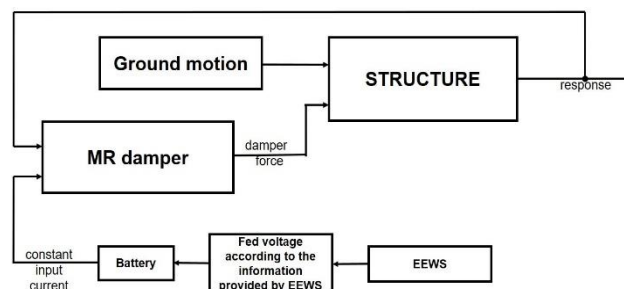 Ground motion
STRUCTURE
response
MR damper
damper
force
constant
input
current
Battery
Fed voltage
according to the
information
provided by EEWS
EEWS